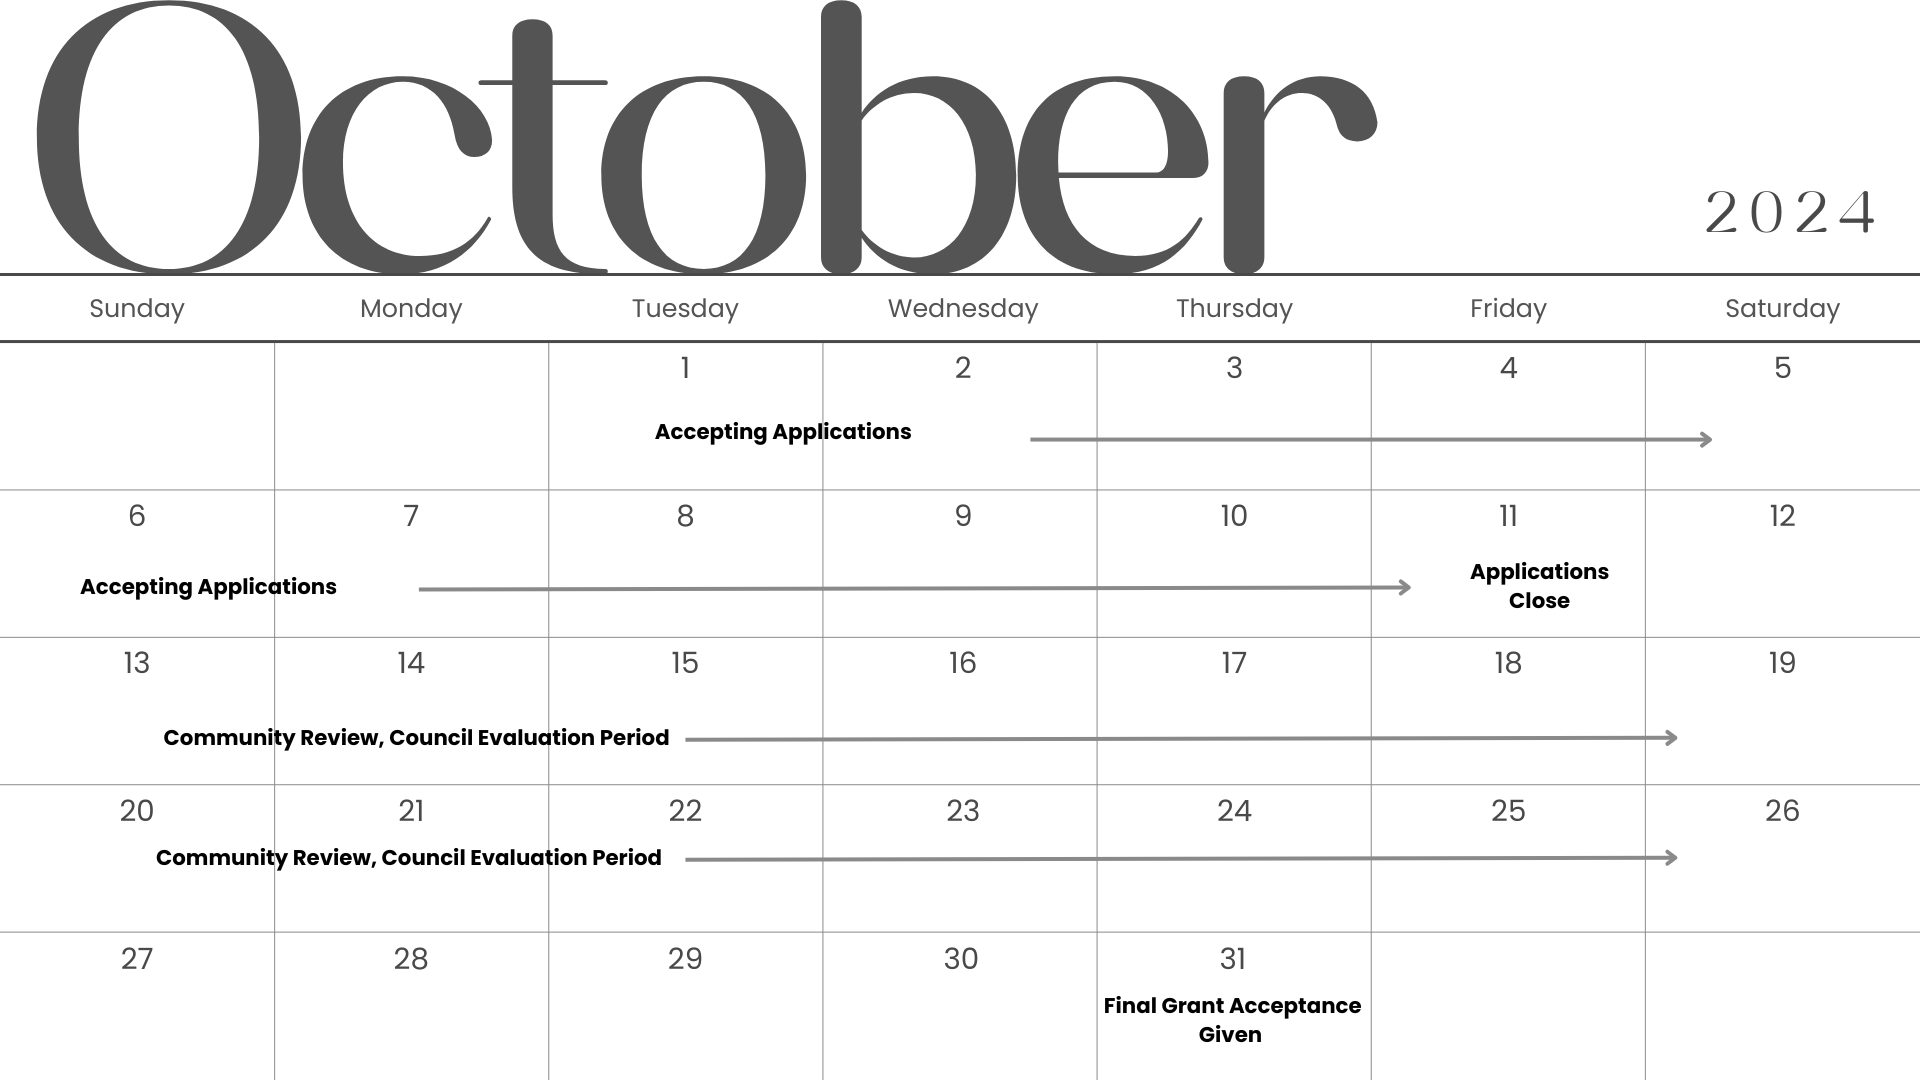 October
2024
Sunday Monday Tuesday Wednesday Thursday Friday Saturday
1 2 3 4 5
Accepting Applications
6 7 8 9 10 11 12
Accepting Applications
Applications
Close
13 14 15 16 17 18 19
Community Review, Council Evaluation Period
20 21 22 23 24 25 26
Community Review, Council Evaluation Period
27 28 29 30 31
Final Grant Acceptance
Given